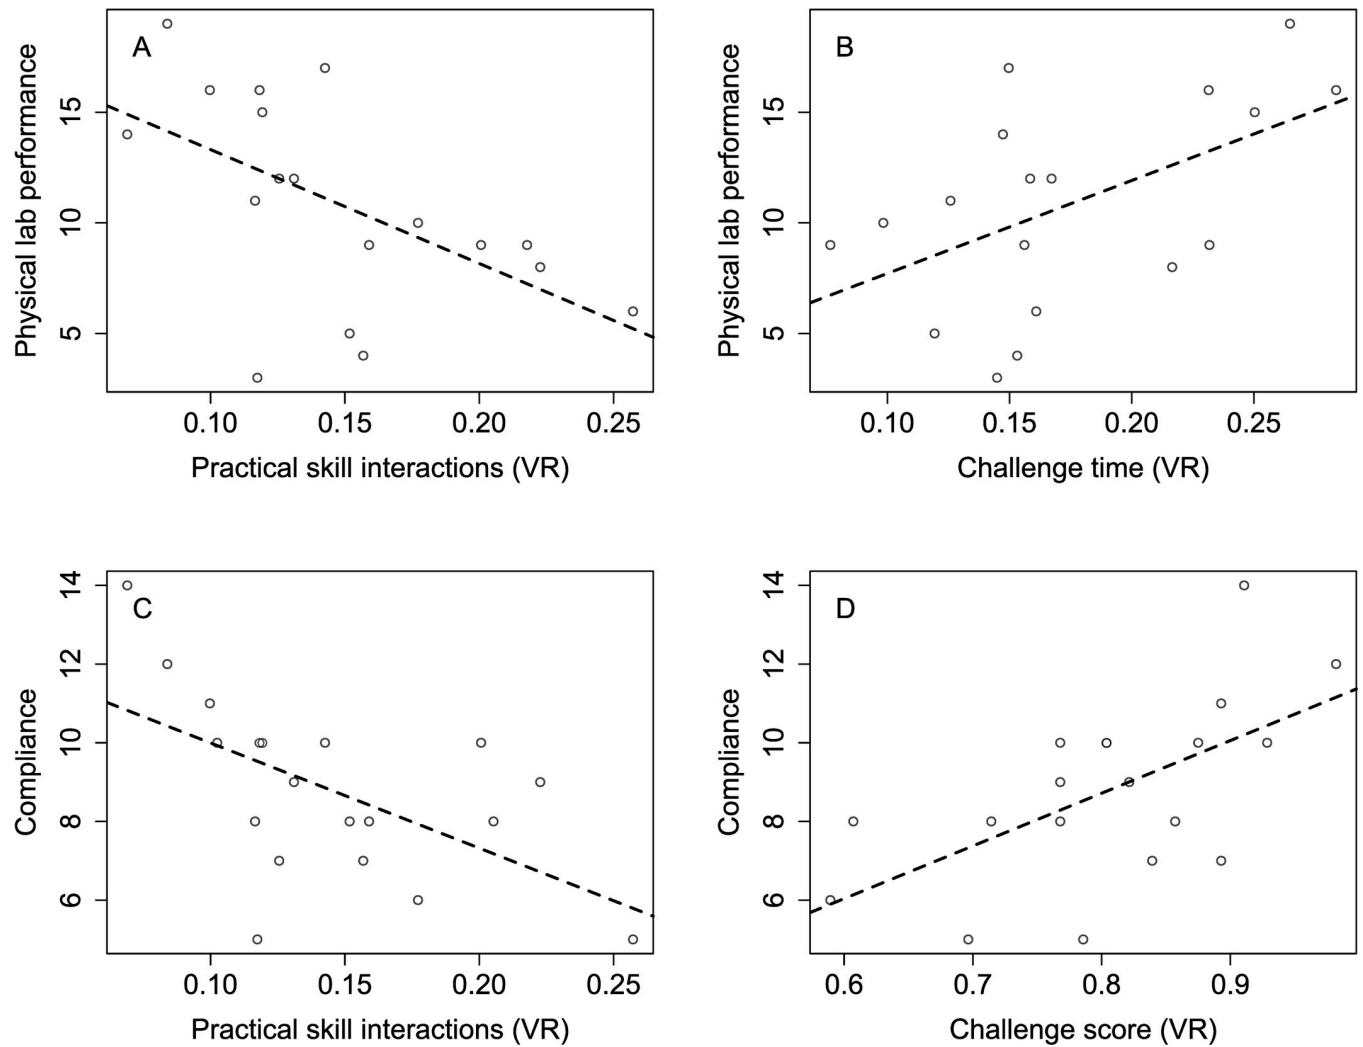 A
Physical lab performance
15
10
5
0.10 0.15 0.20 0.25
Practical skill interactions (VR)
B
Physical lab performance
15
10
5
0.10 0.15 0.20 0.25
Challenge time (VR)
C
Compliance
14
12
10
8
6
0.10 0.15 0.20 0.25
Practical skill interactions (VR)
D
Compliance
14
12
10
8
6
0.6 0.7 0.8 0.9
Challenge score (VR)